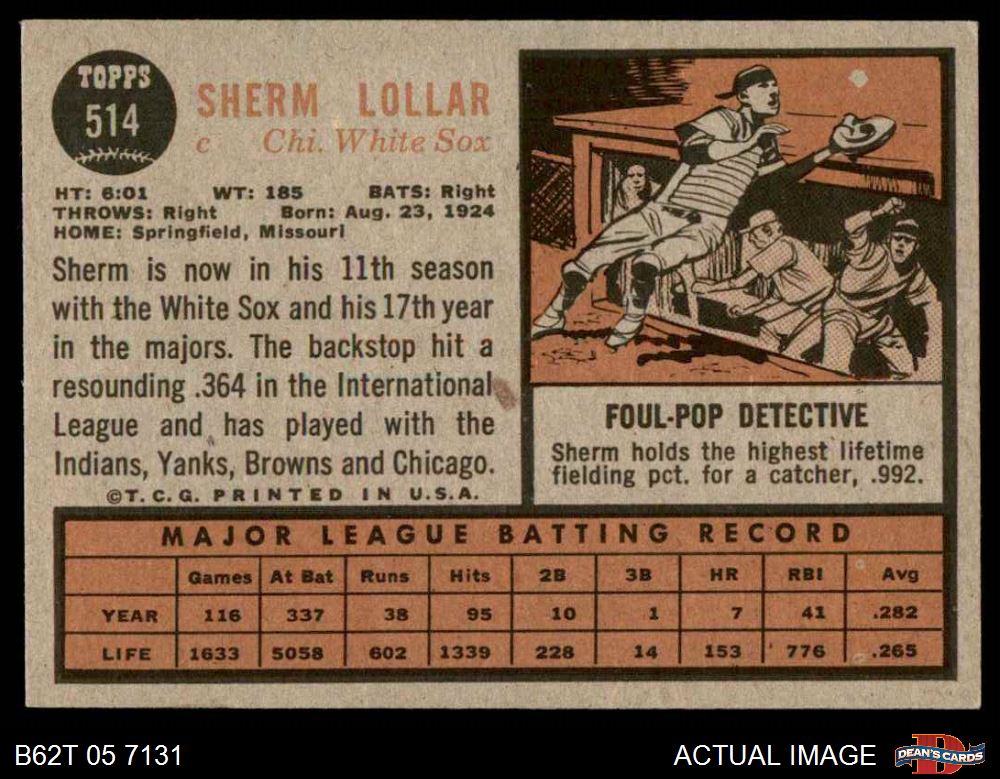 TOPPS
514
SHERM LOLLAR
c Chi. White Sox
HT: 6:01 WT: 185 BATS: Right
THROWS: Right Born: Aug. 23, 1924
HOME: Springfield, Missouri
Sherm is now in his 11th season
with the White Sox and his 17th year
in the majors. The backstop hit a
resounding .364 in the International
League and has played with the
Indians, Yanks, Browns and Chicago.
©T.C.G. PRINTED IN U.S.A.
FOUL-POP DETECTIVE
Sherm holds the highest lifetime
fielding pct. for a catcher, .992.
MAJOR LEAGUE BATTING RECORD
Games At Bat Runs Hits 2B 3B HR RBI Avg
YEAR 116 337 38 95 10 1 7 41 .282
LIFE 1633 5058 602 1339 228 14 153 776 .265
B62T 05 7131 ACTUAL IMAGE D DEAN'S CARDS